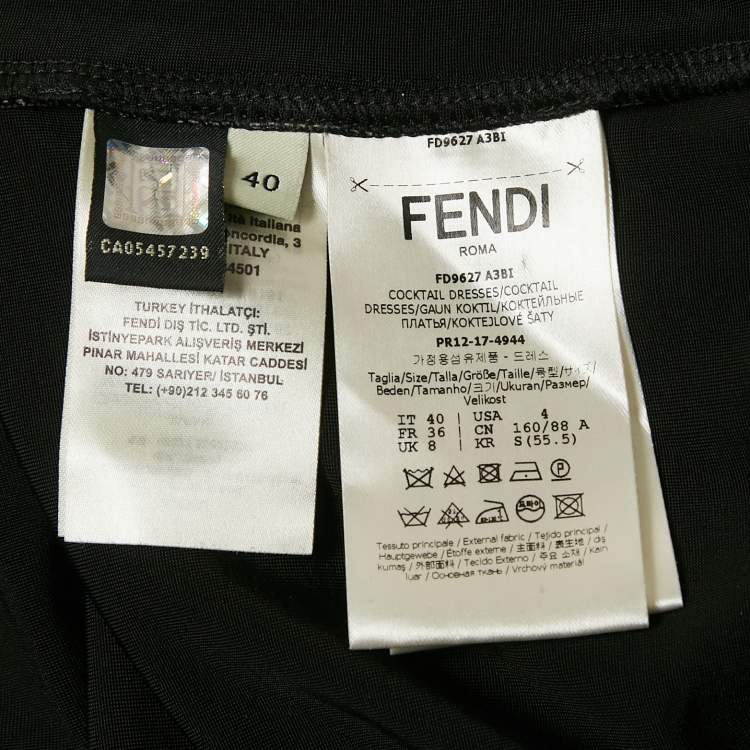 CA05457239
40
ità Italiana
oncordia, 3
ITALY
4501
TURKEY İTHALATÇI:
FENDİ DIŞ TİC. LTD. ŞTİ.
İSTİNYEPARK ALIŞVERİŞ MERKEZİ
PINAR MAHALLESİ KATAR CADDESİ
NO: 479 SARIYER/ İSTANBUL
TEL: (+90)212 345 60 76
FD9627 A3BI
FENDI
ROMA
FD9627 A3BI
COCKTAIL DRESSES/COCKTAIL
DRESSES/GAUN KOKTIL/КОКТЕЙЛЬНЫЕ
ПЛАТЬЯ/KOKTEJLOVÉ ŠATY
PR12-17-4944
가정용섬유제품 - 드레스
Taglia/Size/Talla/Größe/Taille/号型/サイズ/
Beden/Tamanho/크기/Ukuran/Размер/
Velikost
IT 40 USA 4
FR 36 CN 160/88 A
UK 8 KR S(55.5)
Tessuto principale / External fabric / Tejido principal /
Hauptgewebe / Étoffe externe / 主面料 / 表生地 / dış
kumaş / 外部面料 / Tecido Externo / 주요 소재 / Kain
luar / Основная ткань / Vrchový materiál